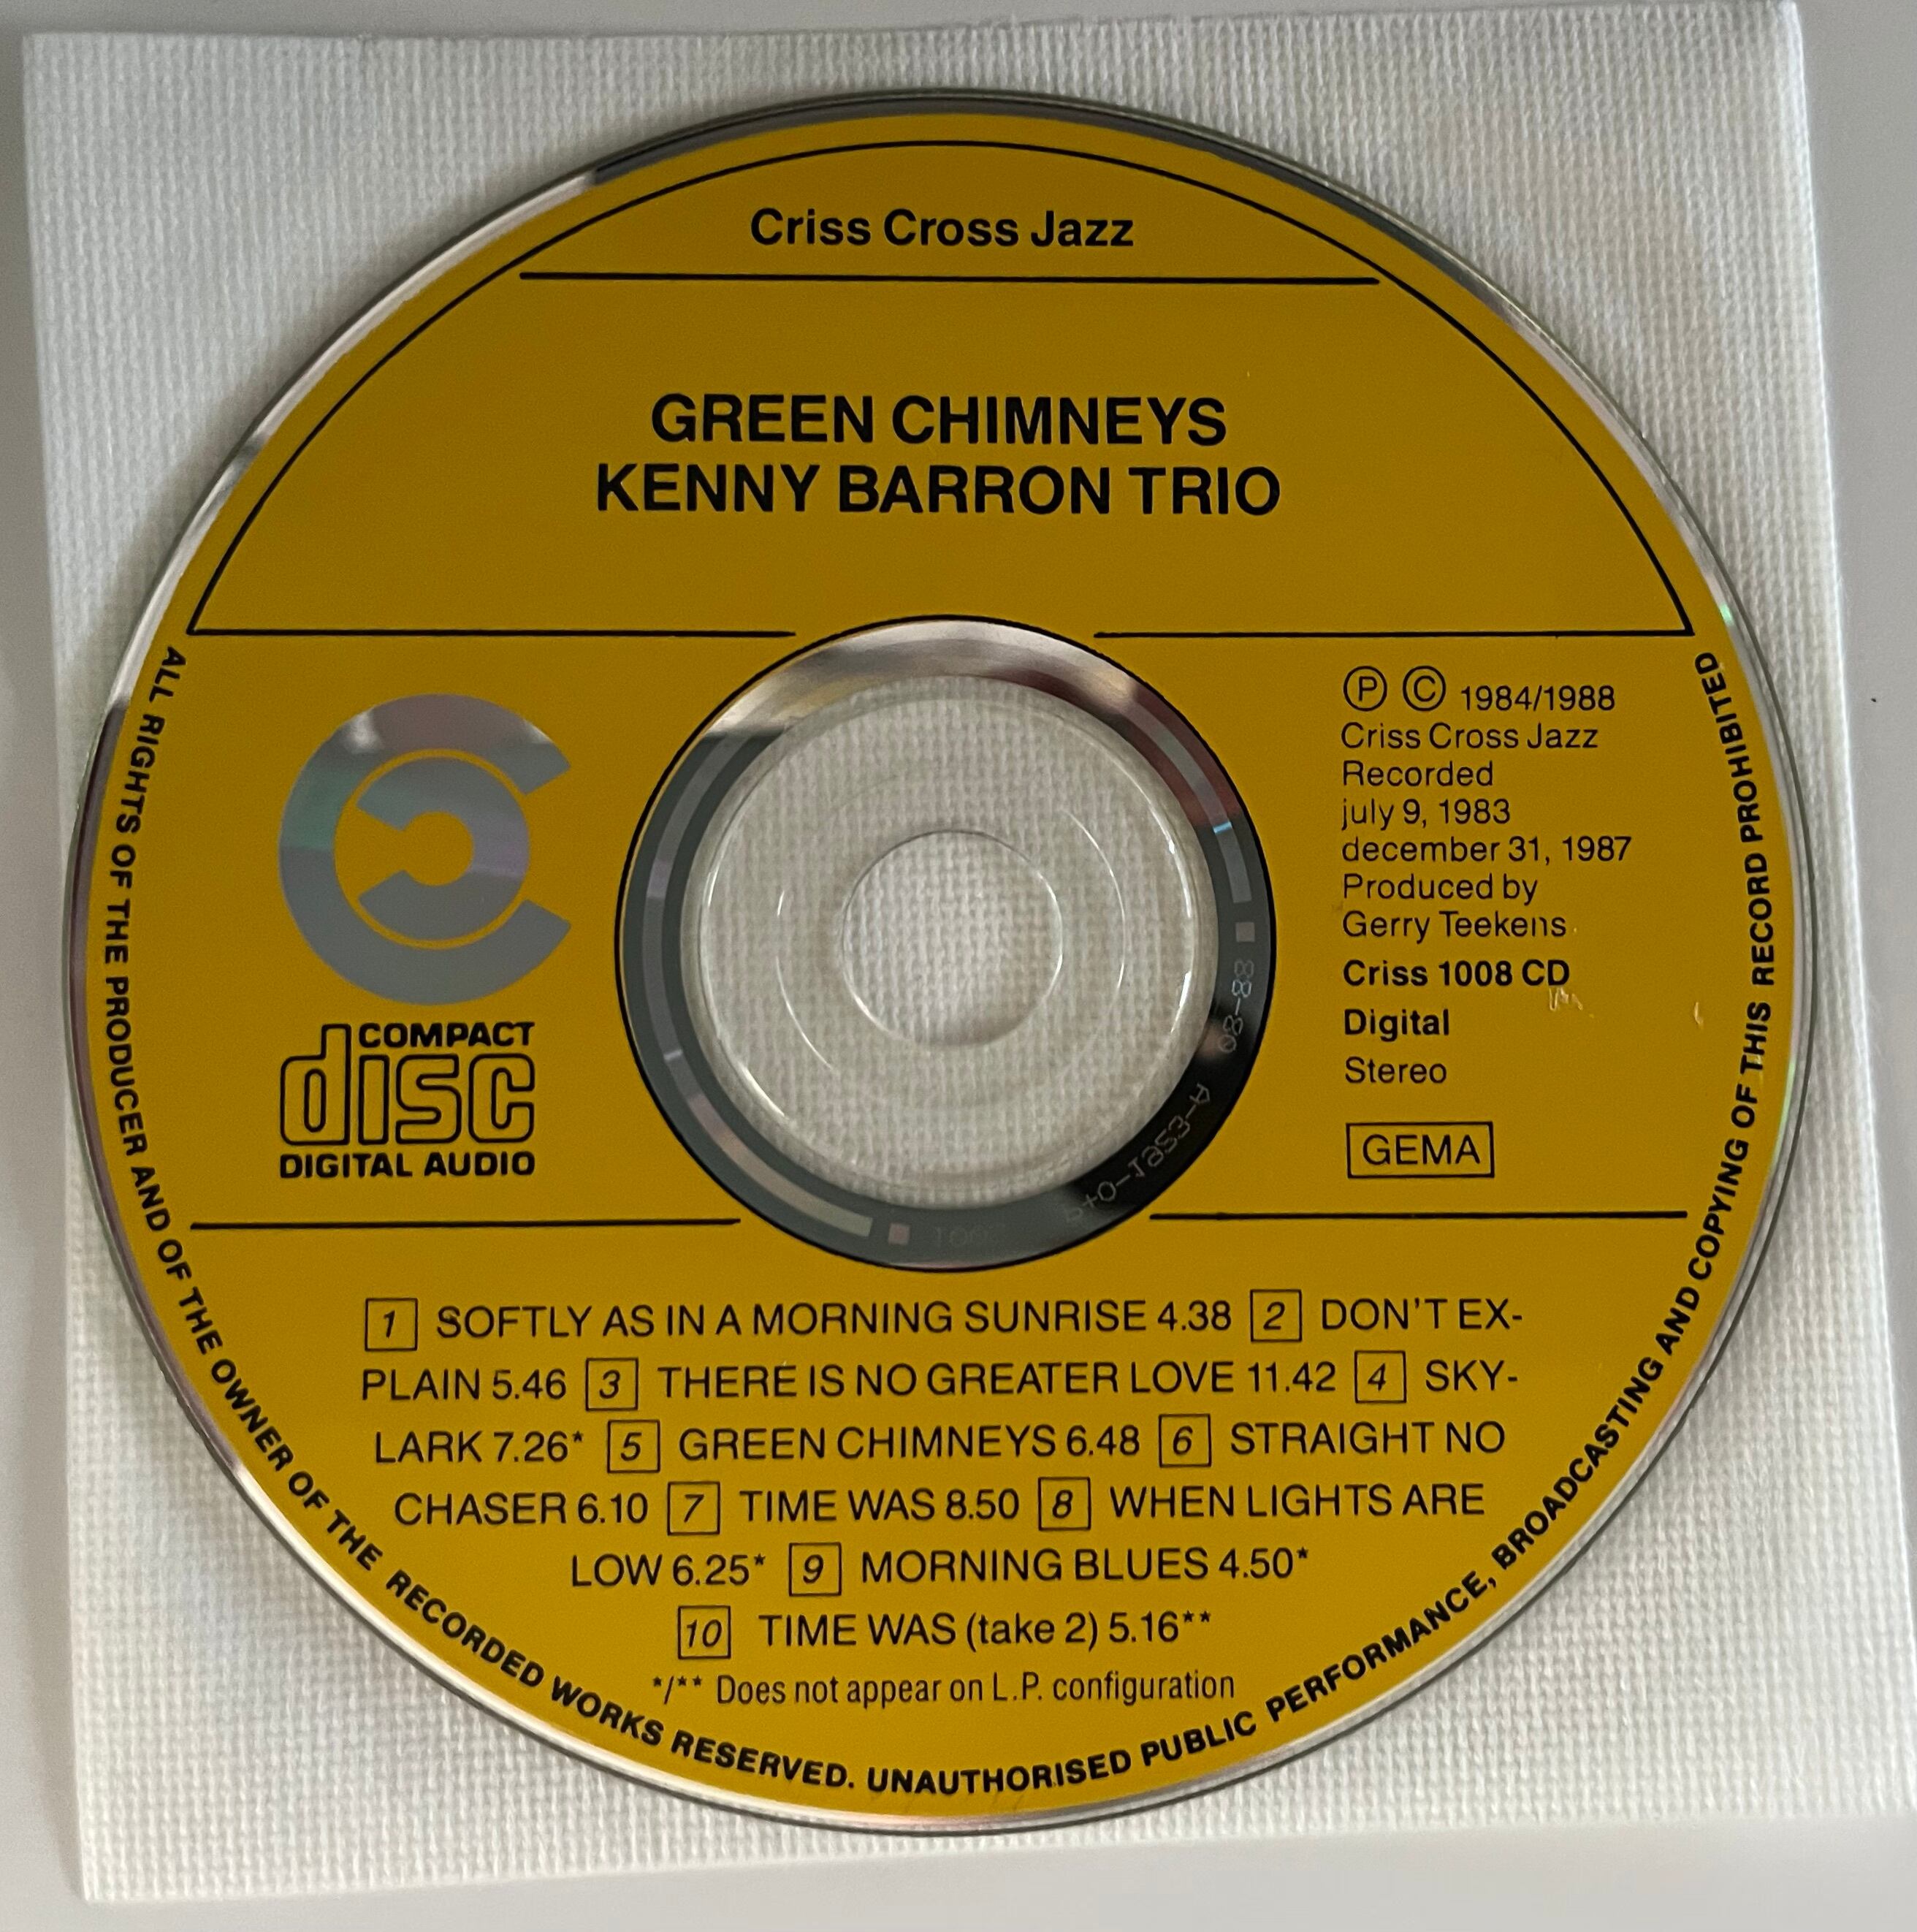 Criss Cross Jazz
GREEN CHIMNEYS
KENNY BARRON TRIO
COMPACT
disc
DIGITAL AUDIO
Ⓟ Ⓒ 1984/1988
Criss Cross Jazz
Recorded
july 9, 1983
december 31, 1987
Produced by
Gerry Teekens
Criss 1008 CD
Digital
Stereo
GEMA
1 SOFTLY AS IN A MORNING SUNRISE 4.38 2 DON'T EX-
PLAIN 5.46 3 THERE IS NO GREATER LOVE 11.42 4 SKY-
LARK 7.26* 5 GREEN CHIMNEYS 6.48 6 STRAIGHT NO
CHASER 6.10 7 TIME WAS 8.50 8 WHEN LIGHTS ARE
LOW 6.25* 9 MORNING BLUES 4.50*
10 TIME WAS (take 2) 5.16**
*/** Does not appear on L.P. configuration
ALL RIGHTS OF THE PRODUCER AND OF THE OWNER OF THE RECORDED WORKS RESERVED. UNAUTHORISED PUBLIC PERFORMANCE, BROADCASTING AND COPYING OF THIS RECORD PROHIBITED